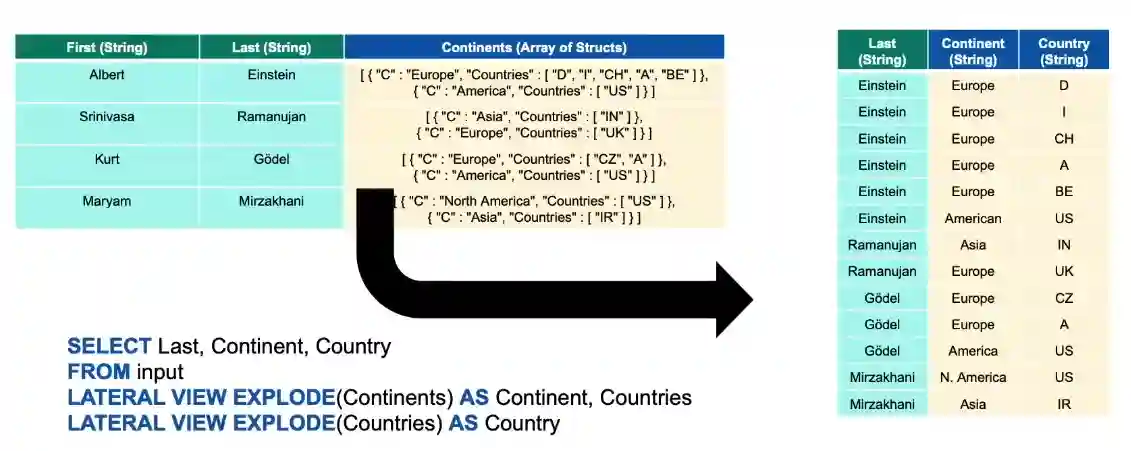 First (String) Last (String) Continents (Array of Structs)
Albert Einstein [ { "C" : "Europe", "Countries" : [ "D", "I", "CH", "A", "BE" ] },
{ "C" : "America", "Countries" : [ "US" ] } ]
Srinivasa Ramanujan [ { "C" : "Asia", "Countries" : [ "IN" ] },
{ "C" : "Europe", "Countries" : [ "UK" ] } ]
Kurt Gödel [ { "C" : "Europe", "Countries" : [ "CZ", "A" ] },
{ "C" : "America", "Countries" : [ "US" ] } ]
Maryam Mirzakhani [ { "C" : "North America", "Countries" : [ "US" ] },
{ "C" : "Asia", "Countries" : [ "IR" ] } ]
SELECT Last, Continent, Country
FROM input
LATERAL VIEW EXPLODE(Continents) AS Continent, Countries
LATERAL VIEW EXPLODE(Countries) AS Country
Last Continent Country
(String) (String) (String)
Einstein Europe D
Einstein Europe I
Einstein Europe CH
Einstein Europe A
Einstein Europe BE
Einstein American US
Ramanujan Asia IN
Ramanujan Europe UK
Gödel Europe CZ
Gödel Europe A
Gödel America US
Mirzakhani N. America US
Mirzakhani Asia IR